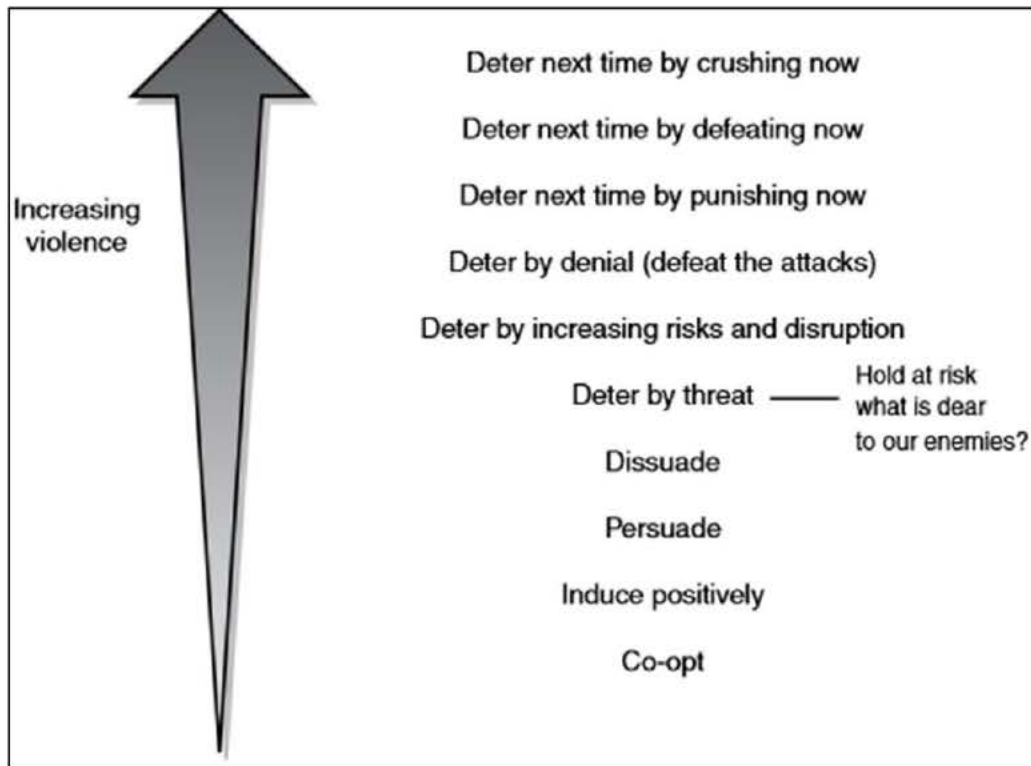 Deter next time by crushing now
Deter next time by defeating now
Deter next time by punishing now
Increasing
violence
Deter by denial (defeat the attacks)
Deter by increasing risks and disruption
Deter by threat
Hold at risk
what is dear
to our enemies?
Dissuade
Persuade
Induce positively
Co-opt